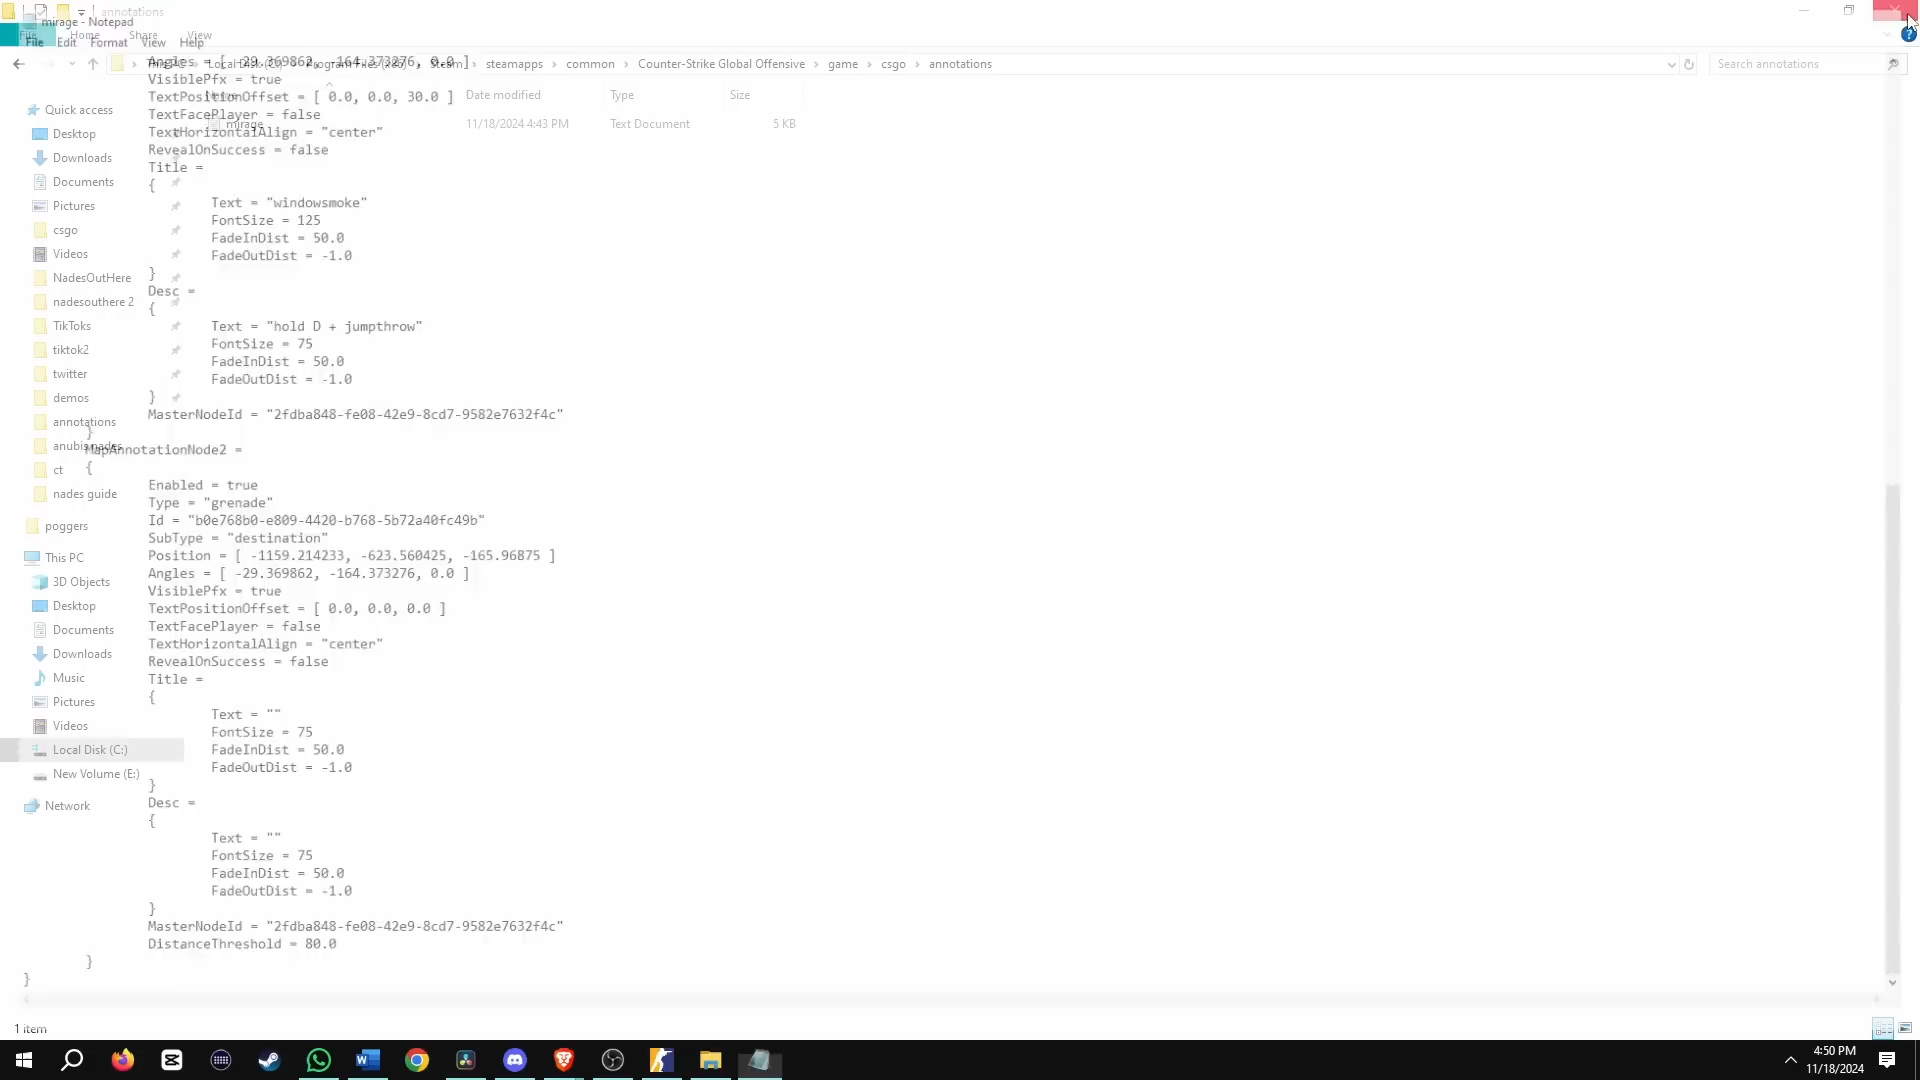 annotations
mirage - Notepad
File Home Share View
File Edit Format View Help
steamapps > common > Counter-Strike Global Offensive > game > csgo > annotations
Search annotations
Angles = [ -29.369862, -164.373276, 0.0 ]
VisiblePfx = true
Date modified Type Size
TextPositionOffset = [ 0.0, 0.0, 30.0 ]
TextFacePlayer = false
mirage 11/18/2024 4:43 PM Text Document 5 KB
TextHorizontalAlign = "center"
RevealOnSuccess = false
Title =
{
Text = "windowsmoke"
FontSize = 125
FadeInDist = 50.0
FadeOutDist = -1.0
}
Desc =
{
Text = "hold D + jumpthrow"
FontSize = 75
FadeInDist = 50.0
FadeOutDist = -1.0
}
MasterNodeId = "2fdba848-fe08-42e9-8cd7-9582e7632f4c"
}
MapAnnotationNode2 =
{
Enabled = true
Type = "grenade"
Id = "b0e768b0-e809-4420-b768-5b72a40fc49b"
SubType = "destination"
Position = [ -1159.214233, -623.560425, -165.96875 ]
Angles = [ -29.369862, -164.373276, 0.0 ]
VisiblePfx = true
TextPositionOffset = [ 0.0, 0.0, 0.0 ]
TextFacePlayer = false
TextHorizontalAlign = "center"
RevealOnSuccess = false
Title =
{
Text = ""
FontSize = 75
FadeInDist = 50.0
FadeOutDist = -1.0
}
Desc =
{
Text = ""
FontSize = 75
FadeInDist = 50.0
FadeOutDist = -1.0
}
MasterNodeId = "2fdba848-fe08-42e9-8cd7-9582e7632f4c"
DistanceThreshold = 80.0
}
}
Quick access
Desktop
Downloads
Documents
Pictures
csgo
Videos
NadesOutHere
nadesouthere 2
TikToks
tiktok2
twitter
demos
annotations
anubis nades
ct
nades guide
poggers
This PC
3D Objects
Desktop
Documents
Downloads
Music
Pictures
Videos
Local Disk (C:)
New Volume (E:)
Network
1 item
4:50 PM
11/18/2024